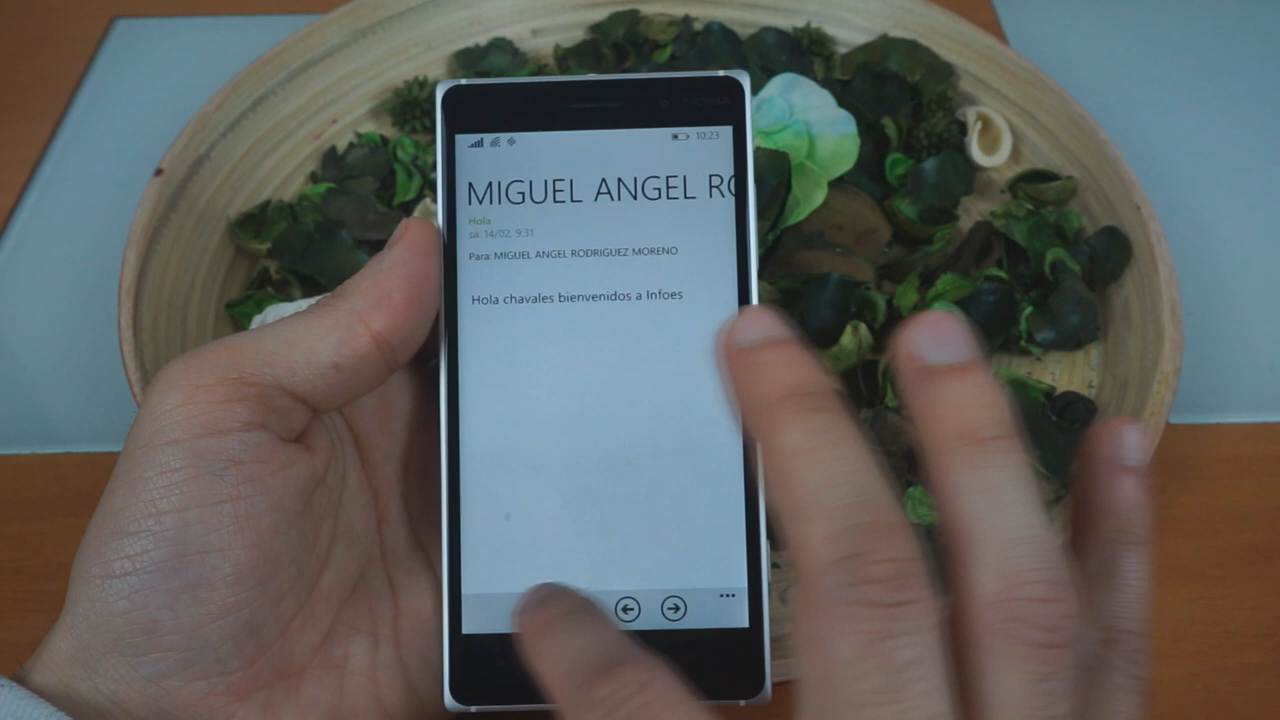 NOKIA
10:23
MIGUEL ANGEL RO
Hola
sá. 14/02, 9:31
Para: MIGUEL ANGEL RODRIGUEZ MORENO
Hola chavales bienvenidos a Infoes